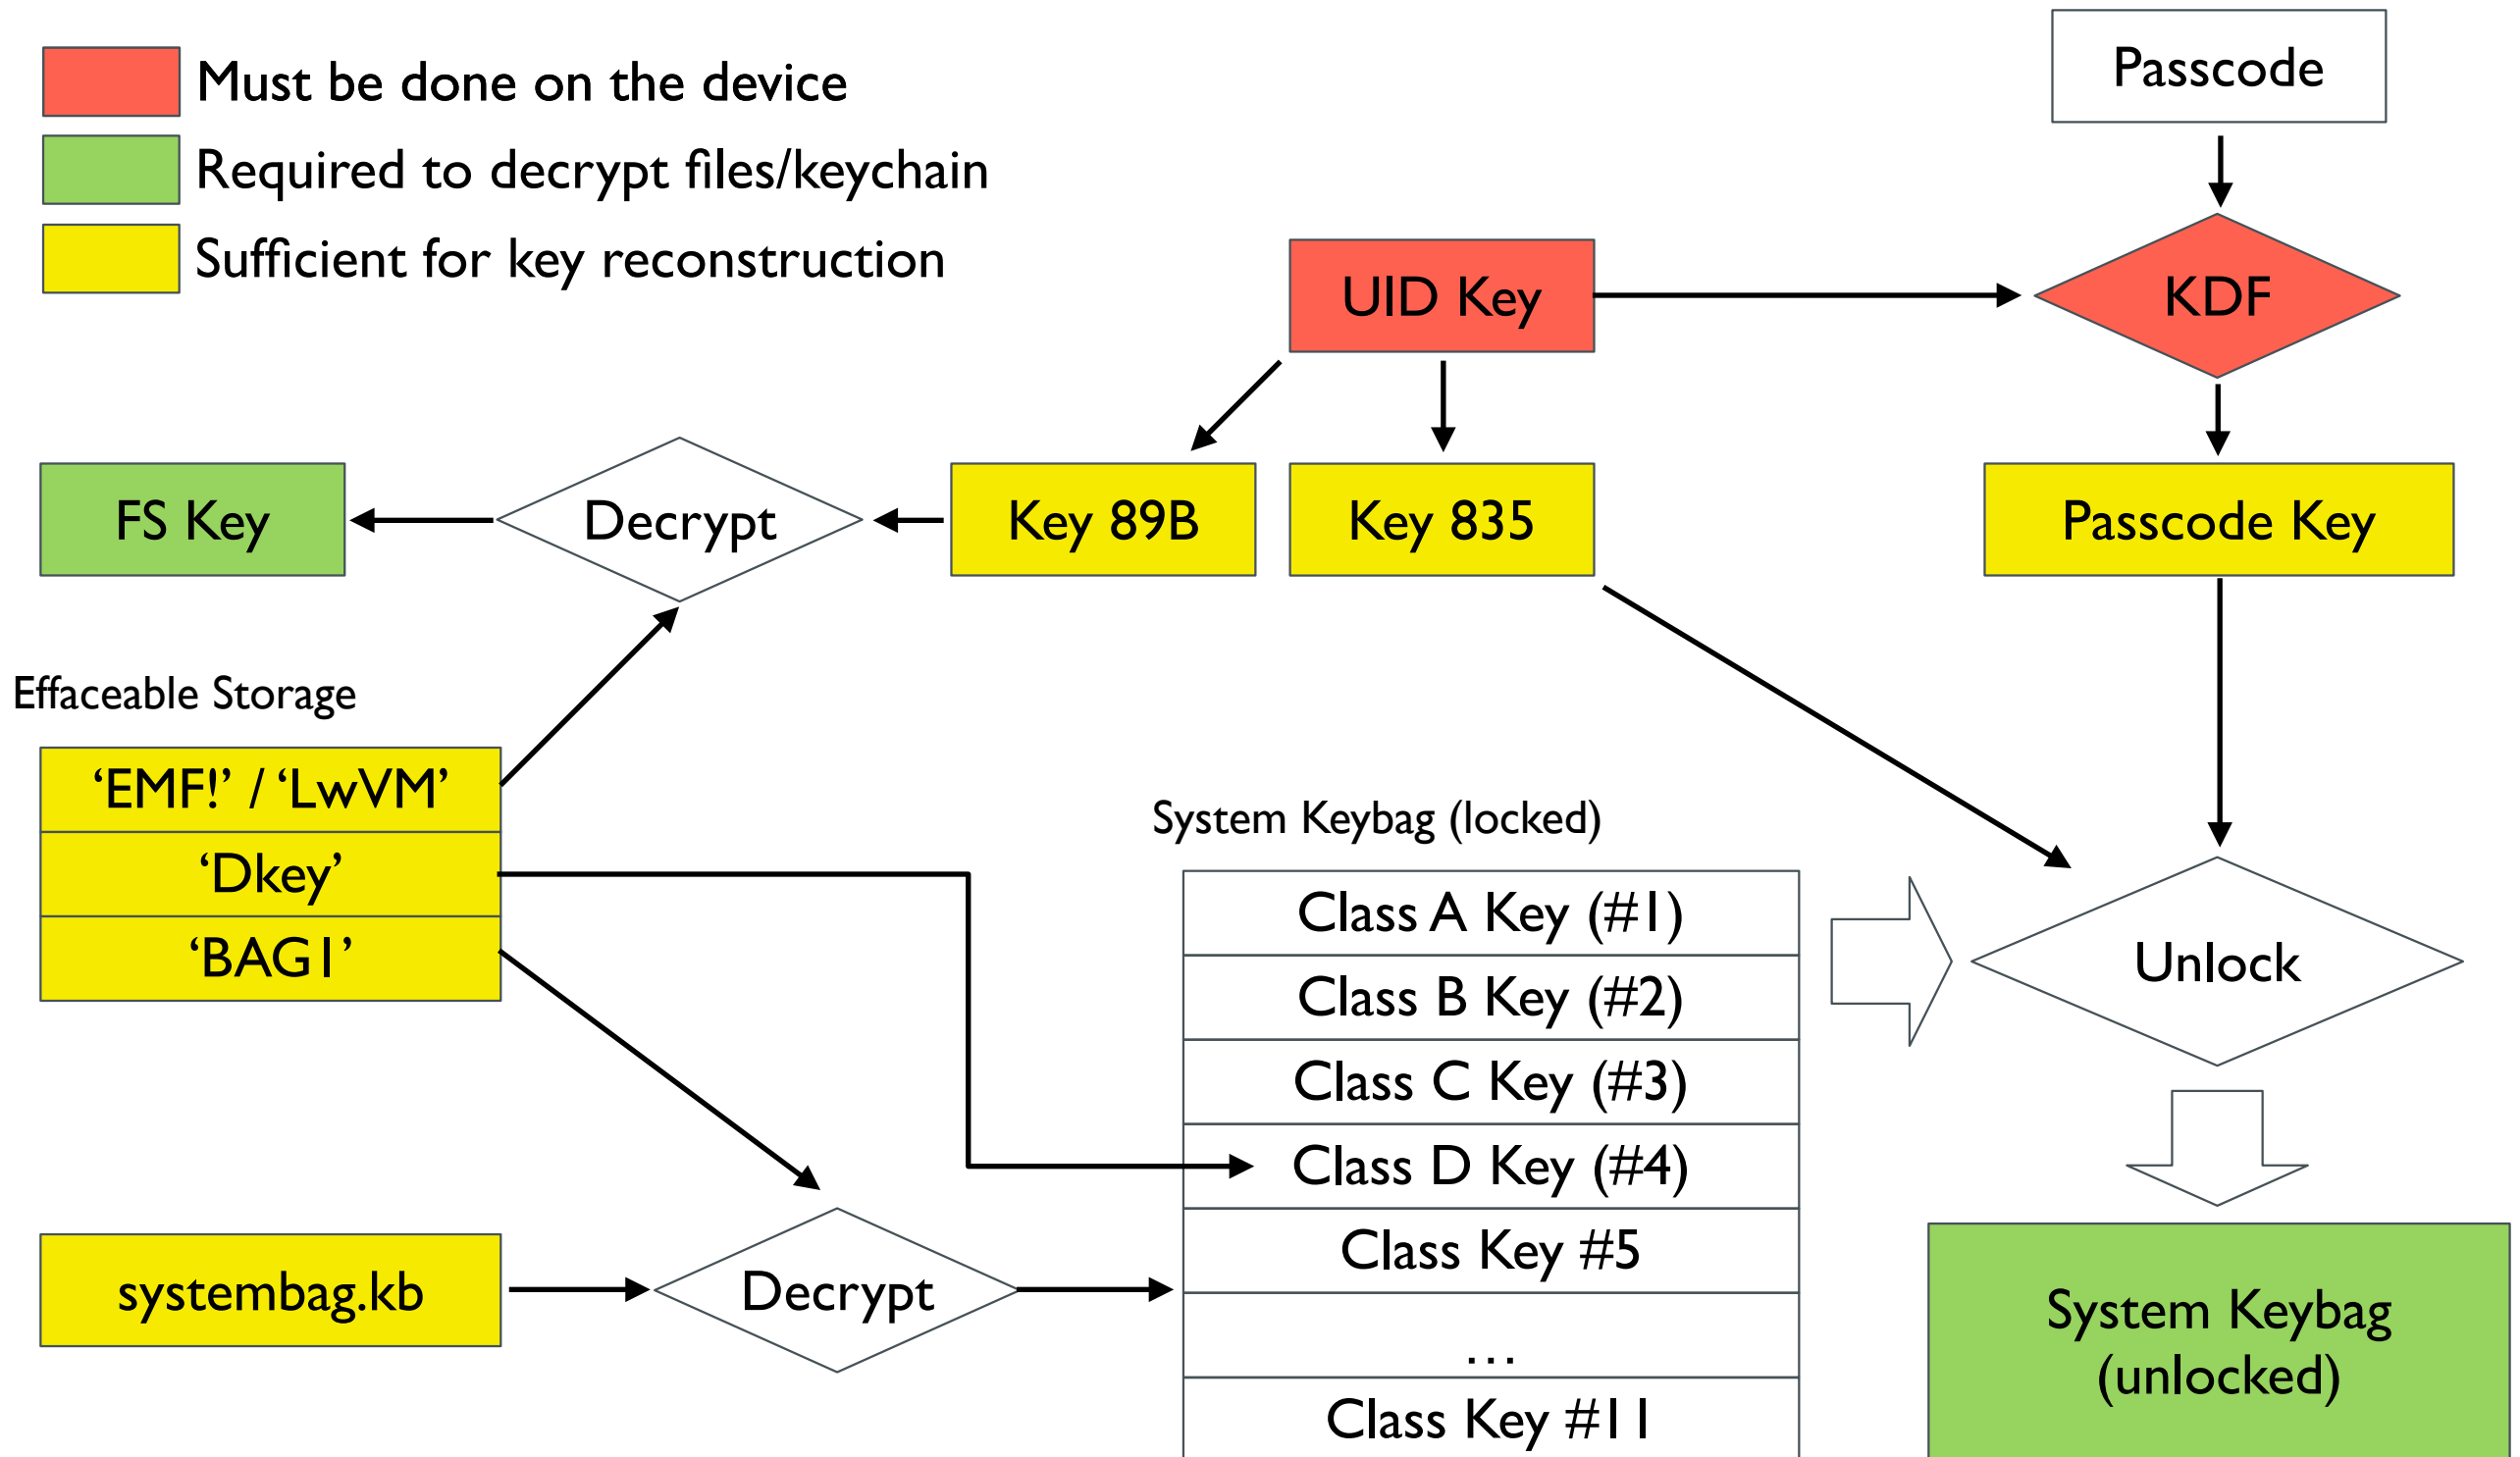 Must be done on the device
Required to decrypt files/keychain
Sufficient for key reconstruction
Passcode
UID Key
KDF
FS Key
Decrypt
Key 89B
Key 835
Passcode Key
Effaceable Storage
‘EMF!’ / ‘LwVM’
‘Dkey’
‘BAG1’
System Keybag (locked)
Class A Key (#1)
Class B Key (#2)
Class C Key (#3)
Class D Key (#4)
Class Key #5
…
Class Key #11
Unlock
systembag.kb
Decrypt
System Keybag
(unlocked)